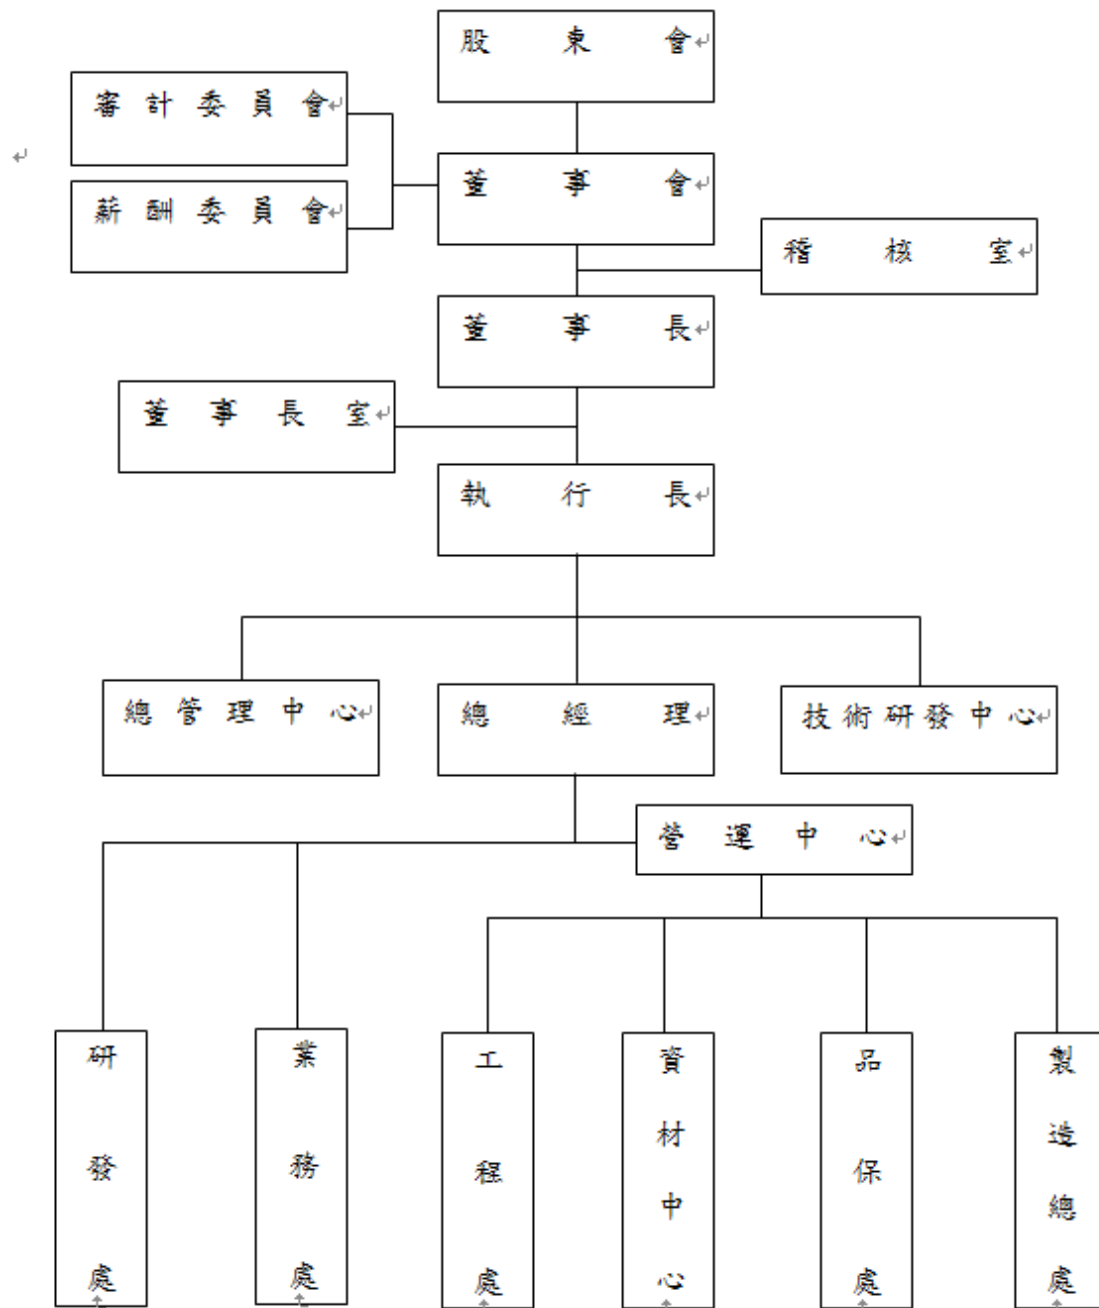 股東會
審計委員會
董事會
薪酬委員會
稽核室
董事長
董事長室
執行長
總管理中心
總經理
技術研發中心
營運中心
研發處
業務處
工程處
資材中心
品保處
製造總處